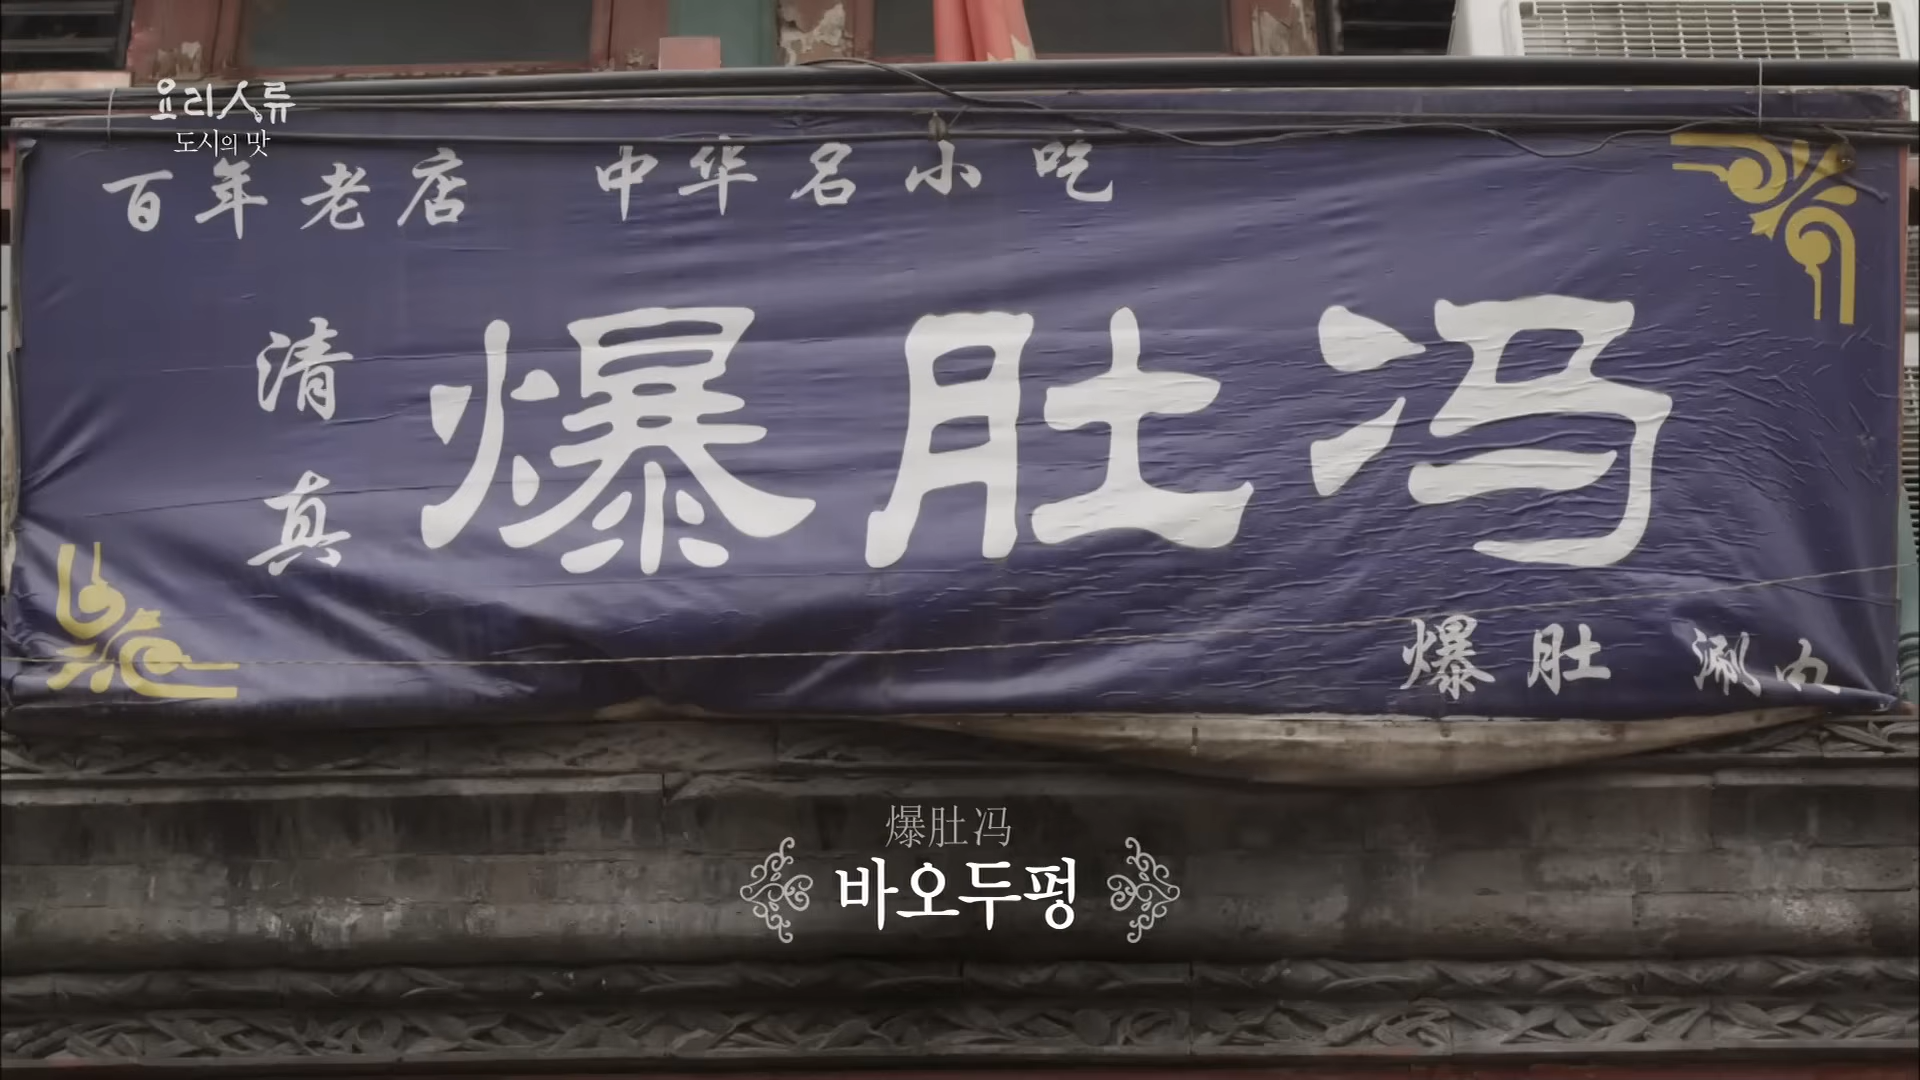 요리人류
도시의 맛
百年老店 中华名小吃
清真
爆肚冯
爆肚 涮肉
爆肚冯
바오두펑